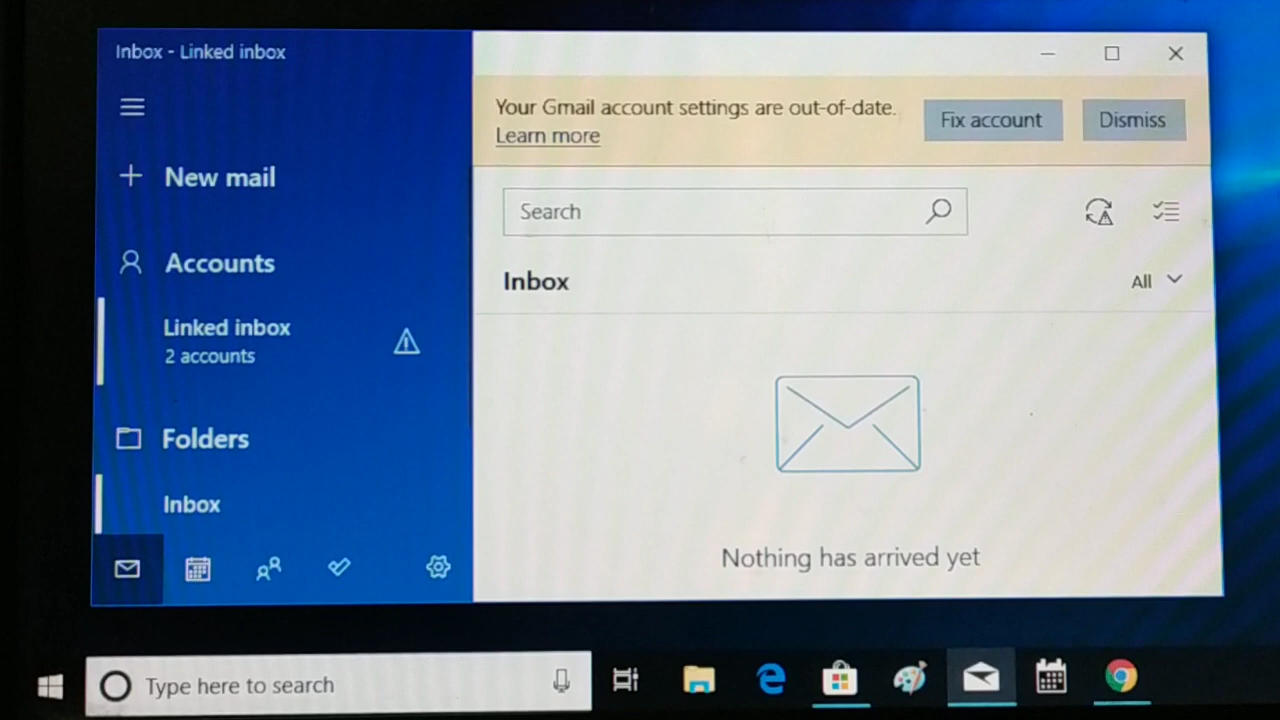 Inbox - Linked inbox
Your Gmail account settings are out-of-date.
Learn more
Fix account
Dismiss
New mail
Search
Accounts
Inbox
All
Linked inbox
2 accounts
Folders
Inbox
Nothing has arrived yet
Type here to search